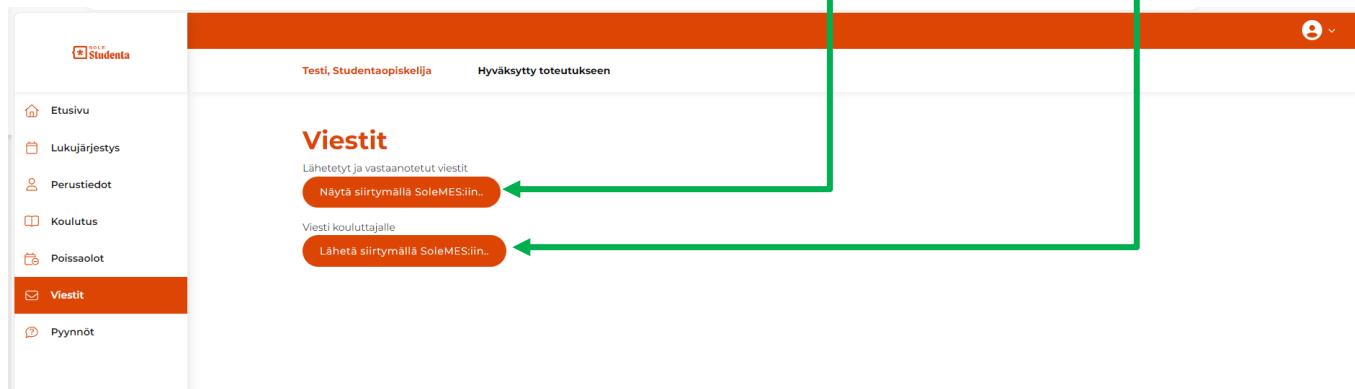 SOLE
Studenta
Testi, Studentaopiskelija Hyväksytty toteutukseen
Etusivu
Lukujärjestys
Perustiedot
Koulutus
Poissaolot
Viestit
Pyynnöt
Viestit
Lähetetyt ja vastaanotetut viestit
Näytä siirtymällä SoleMES:iin..
Viesti kouluttajalle
Lähetä siirtymällä SoleMES:iin..